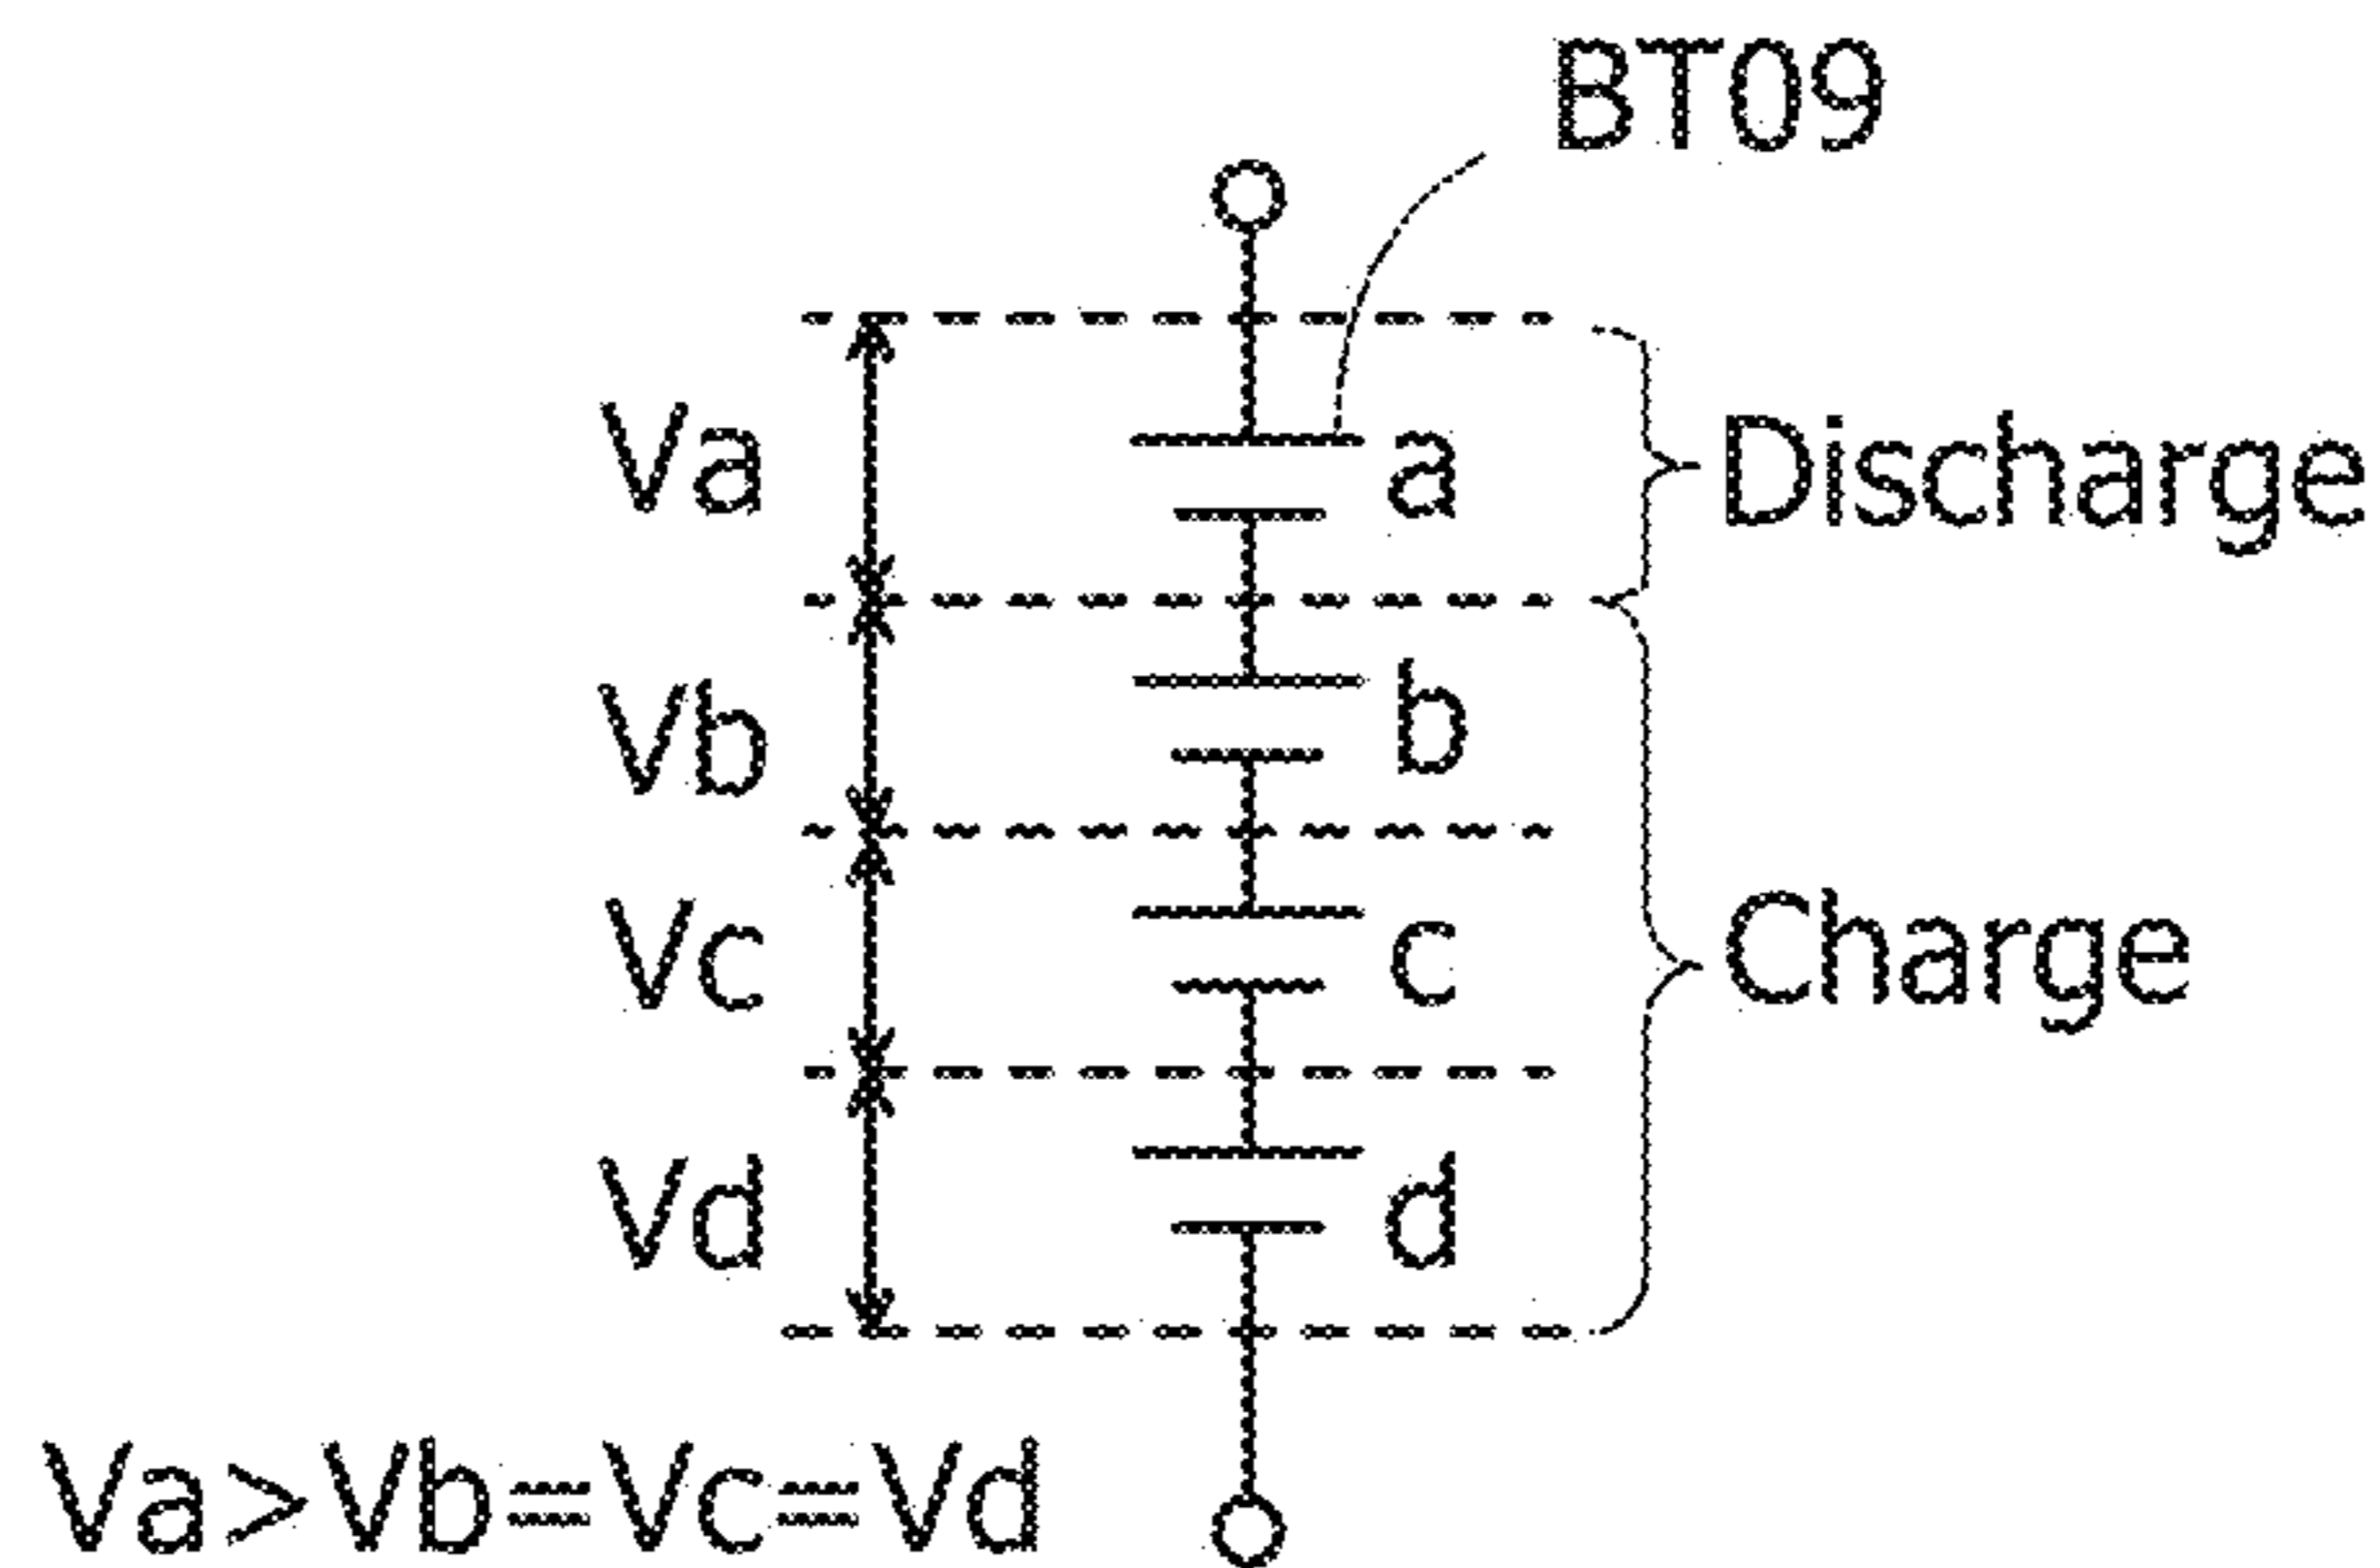 BT09
Va
a
Discharge
Vb
b
Vc
c
Charge
Vd
d
Va>Vb=Vc=Vd